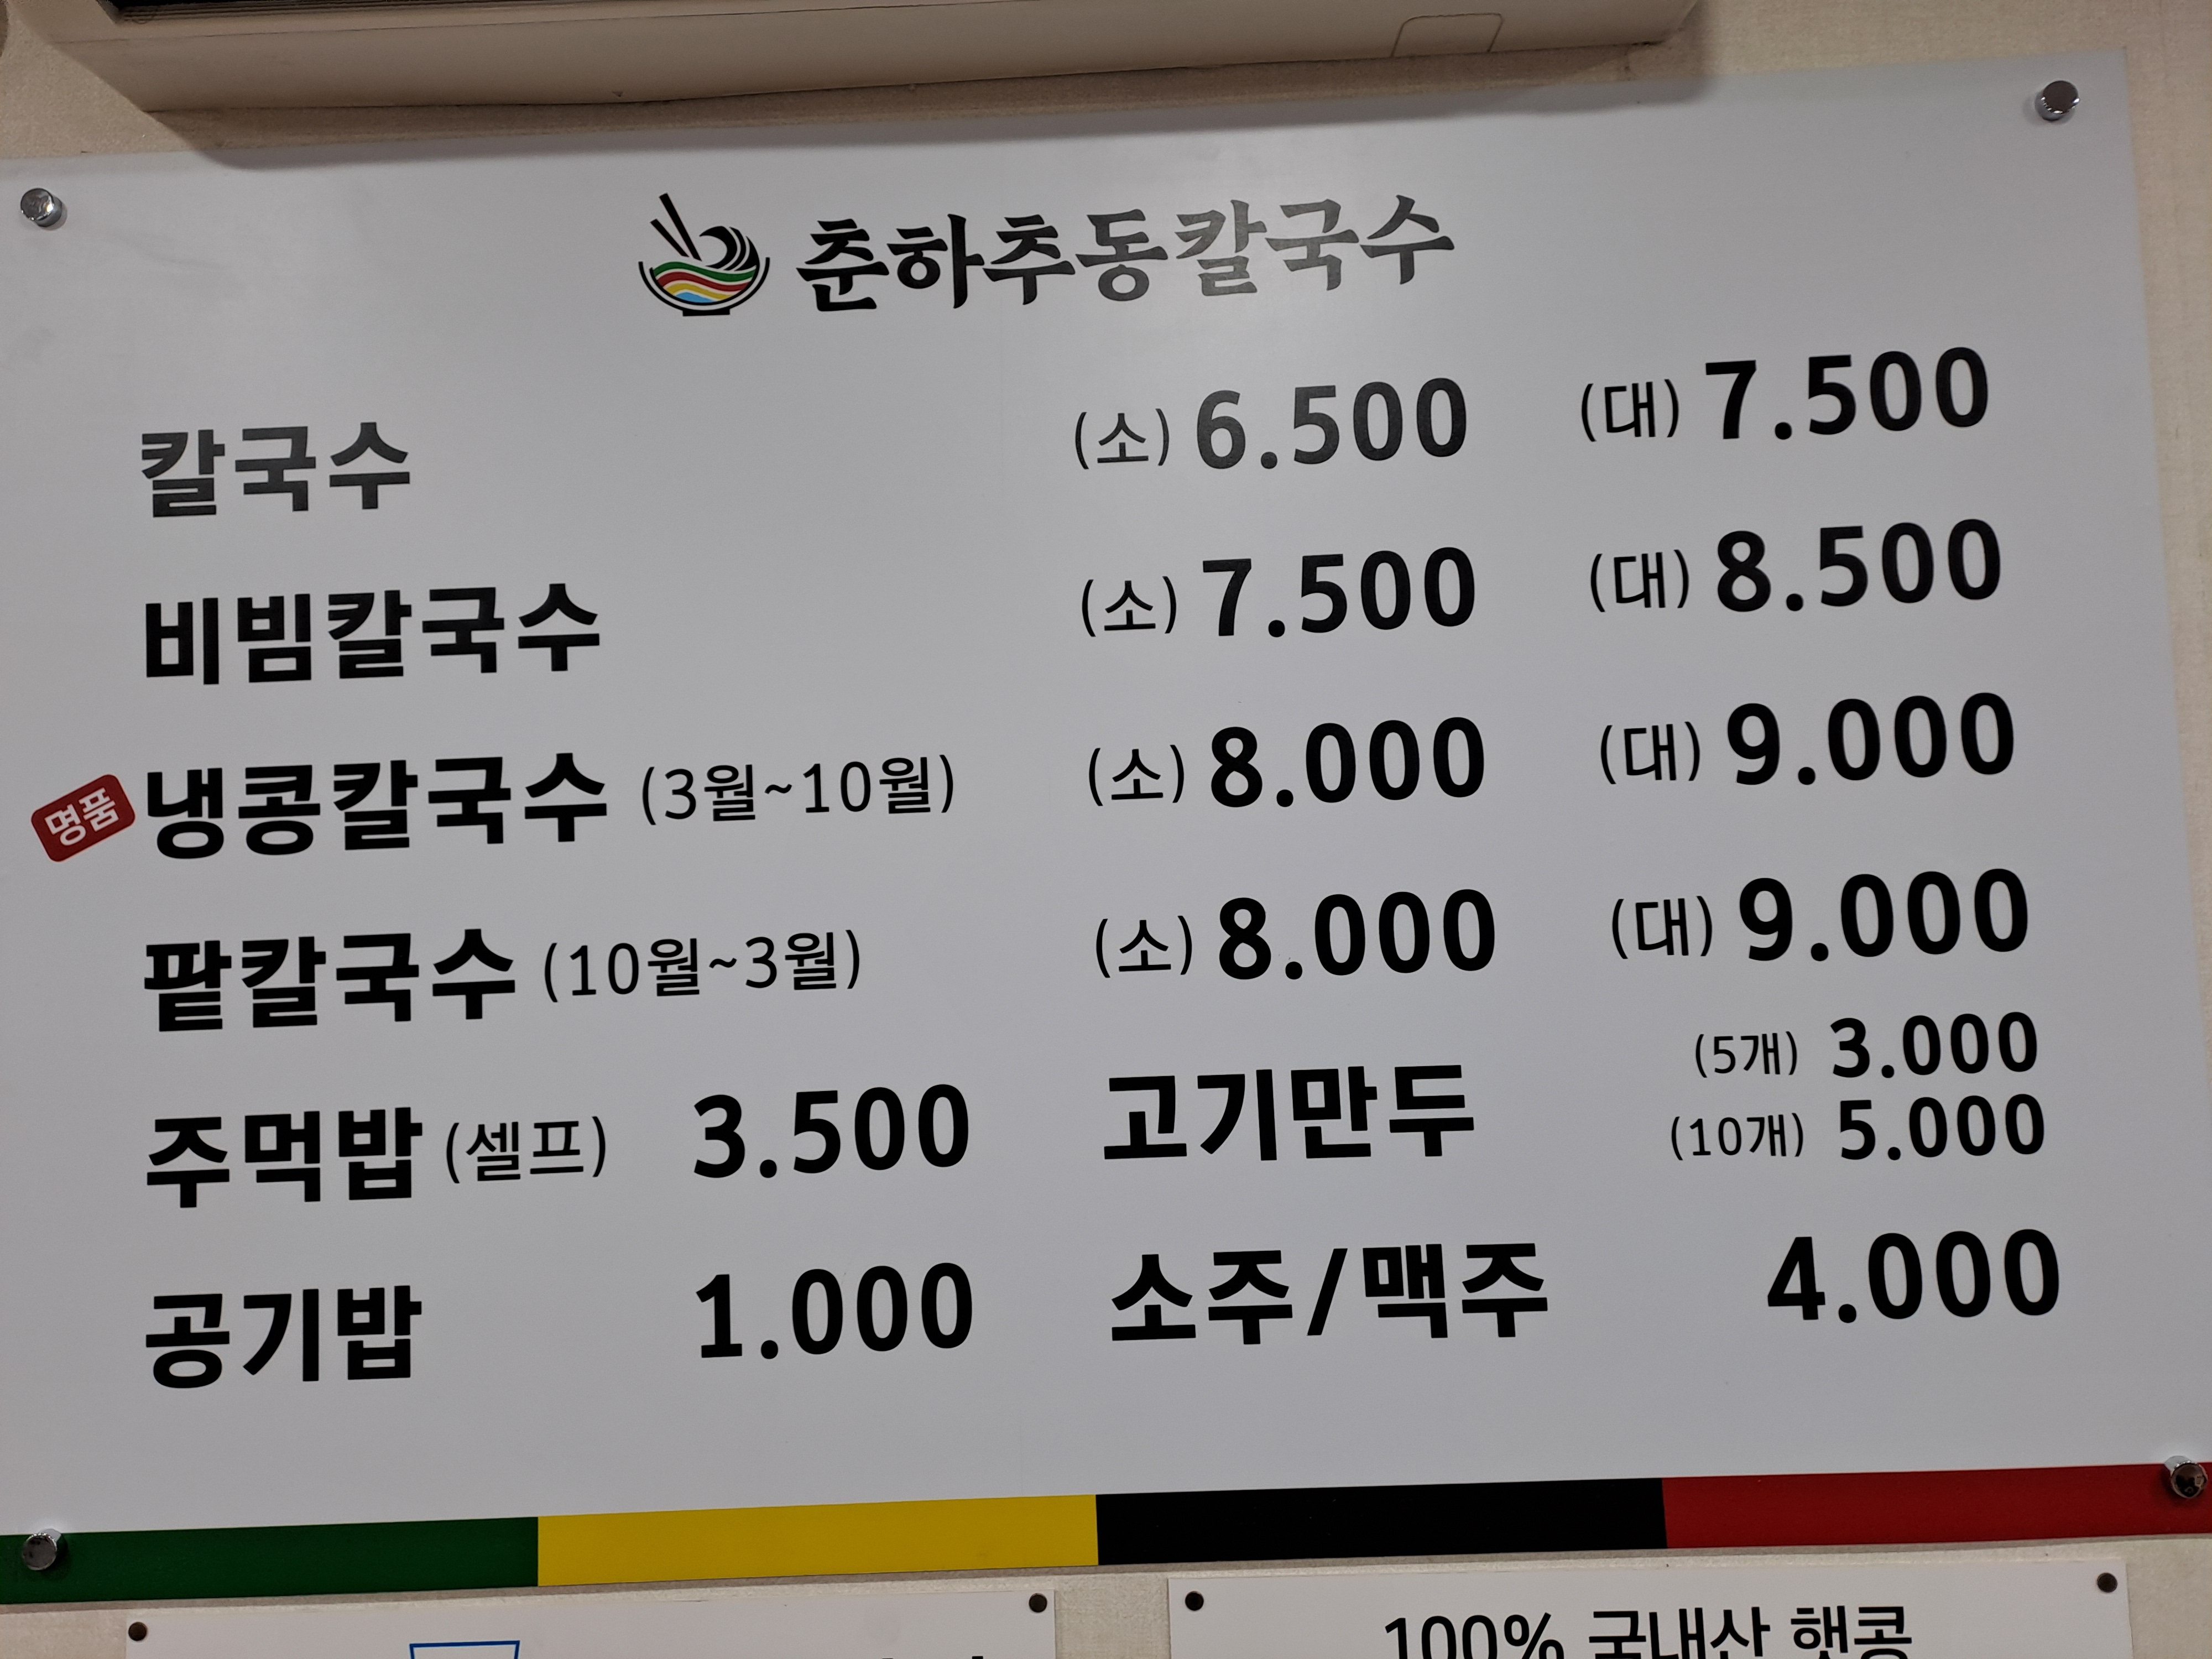 춘하추동칼국수
칼국수 (소) 6.500 (대) 7.500
비빔칼국수 (소) 7.500 (대) 8.500
명품 냉콩칼국수 (3월~10월) (소) 8.000 (대) 9.000
팥칼국수 (10월~3월) (소) 8.000 (대) 9.000
주먹밥 (셀프) 3.500 고기만두 (5개) 3.000
(10개) 5.000
공기밥 1.000 소주/맥주 4.000
100% 국내산 햇콩